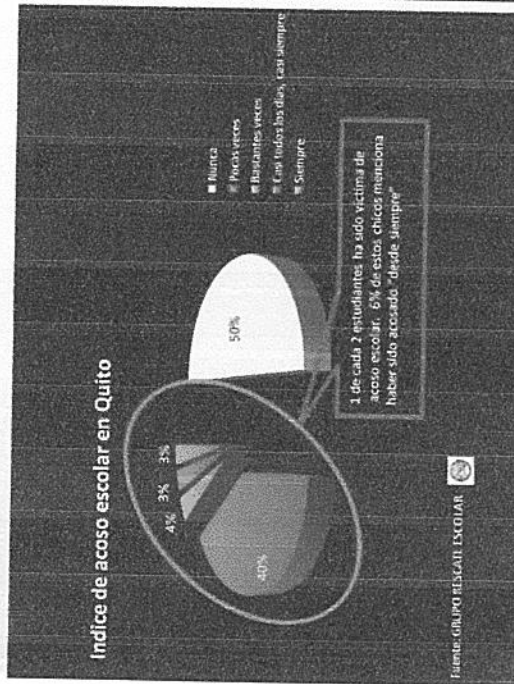 Indice de acoso escolar en Quito
50%
40%
4%
3%
3%
Nunca
Pocas veces
Bastantes veces
Casi todos los días, casi siempre
Siempre
1 de cada 2 estudiantes ha sido víctima de
acoso escolar. 6% de estos chicos menciona
haber sido acosado "desde siempre"
Fuente: GRUPO RESCATE ESCOLAR